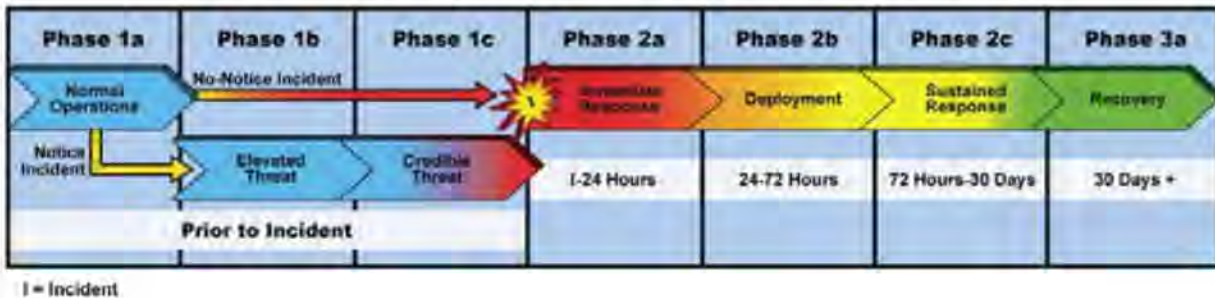 Phase 1a
Phase 1b
Phase 1c
Phase 2a
Phase 2b
Phase 2c
Phase 3a
Normal
Operations
No-Notice Incident
I
Immediate
Response
Deployment
Sustained
Response
Recovery
Notice
Incident
Elevated
Threat
Credible
Threat
I-24 Hours
24-72 Hours
72 Hours-30 Days
30 Days +
Prior to Incident
I = Incident